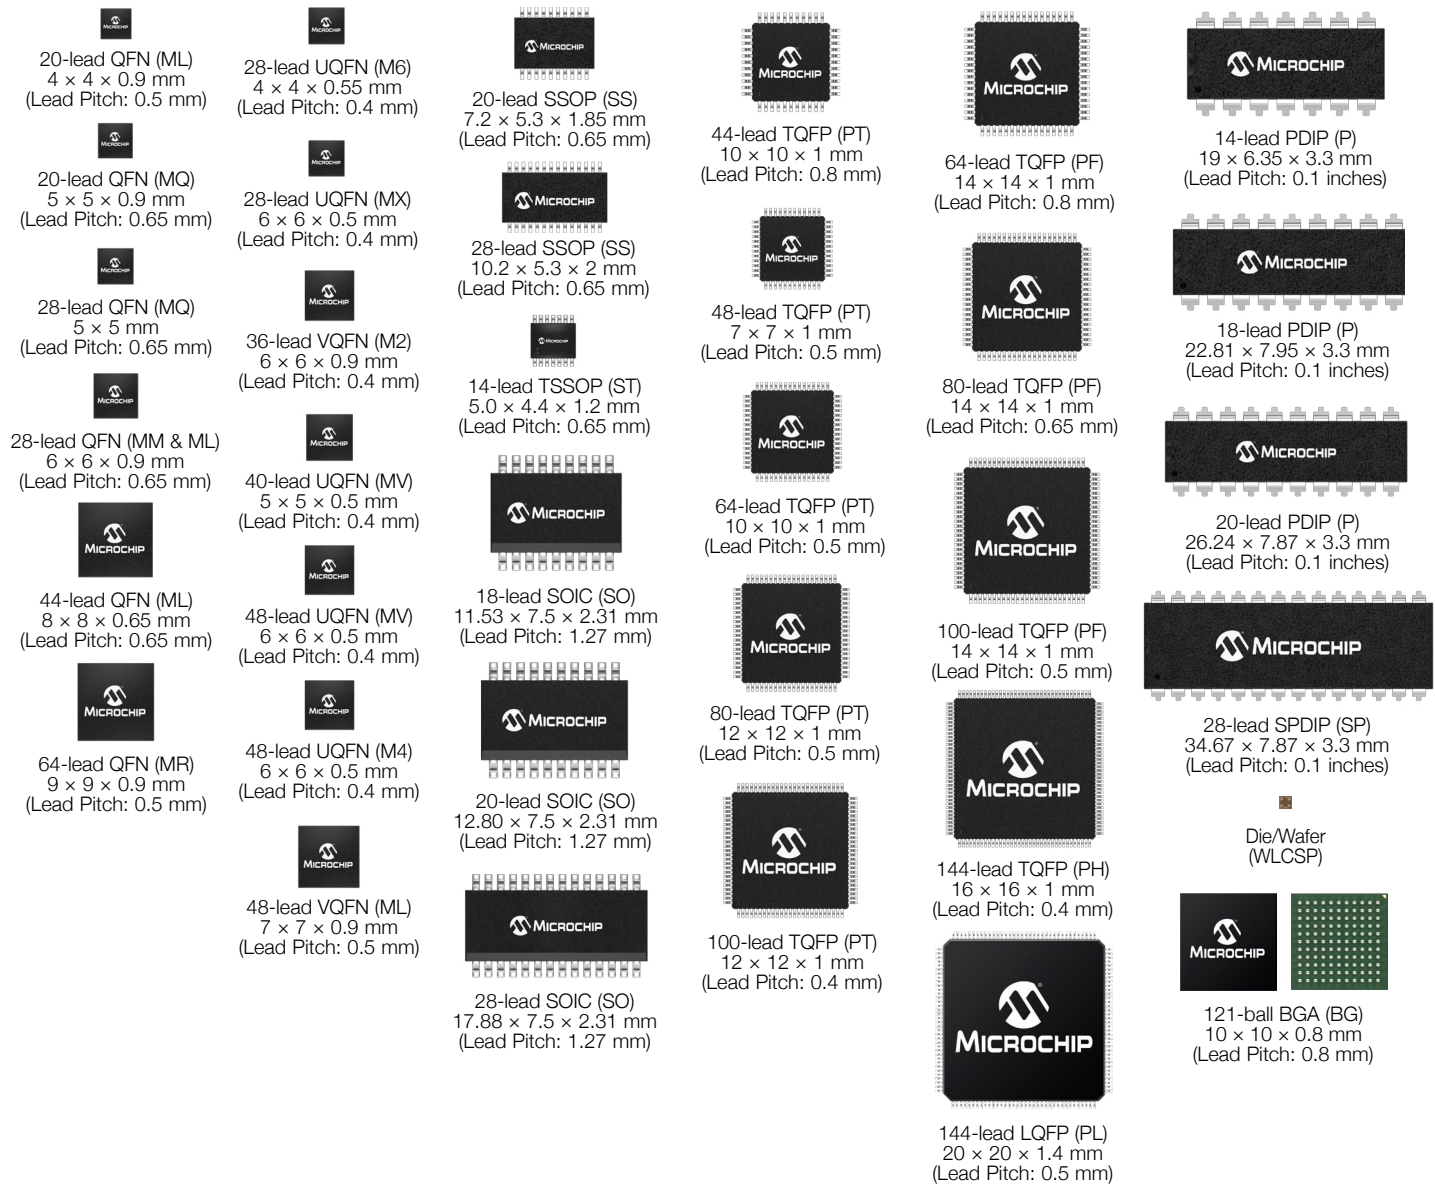 MICROCHIP
20-lead QFN (ML)
4 × 4 × 0.9 mm
(Lead Pitch: 0.5 mm)
MICROCHIP
20-lead QFN (MQ)
5 × 5 × 0.9 mm
(Lead Pitch: 0.65 mm)
MICROCHIP
28-lead QFN (MQ)
5 × 5 mm
(Lead Pitch: 0.65 mm)
MICROCHIP
28-lead QFN (MM & ML)
6 × 6 × 0.9 mm
(Lead Pitch: 0.65 mm)
MICROCHIP
44-lead QFN (ML)
8 × 8 × 0.65 mm
(Lead Pitch: 0.65 mm)
MICROCHIP
64-lead QFN (MR)
9 × 9 × 0.9 mm
(Lead Pitch: 0.5 mm)
MICROCHIP
28-lead UQFN (M6)
4 × 4 × 0.55 mm
(Lead Pitch: 0.4 mm)
MICROCHIP
28-lead UQFN (MX)
6 × 6 × 0.5 mm
(Lead Pitch: 0.4 mm)
MICROCHIP
36-lead VQFN (M2)
6 × 6 × 0.9 mm
(Lead Pitch: 0.4 mm)
MICROCHIP
40-lead UQFN (MV)
5 × 5 × 0.5 mm
(Lead Pitch: 0.4 mm)
MICROCHIP
48-lead UQFN (MV)
6 × 6 × 0.5 mm
(Lead Pitch: 0.4 mm)
MICROCHIP
48-lead UQFN (M4)
6 × 6 × 0.5 mm
(Lead Pitch: 0.4 mm)
MICROCHIP
48-lead VQFN (ML)
7 × 7 × 0.9 mm
(Lead Pitch: 0.5 mm)
MICROCHIP
20-lead SSOP (SS)
7.2 × 5.3 × 1.85 mm
(Lead Pitch: 0.65 mm)
MICROCHIP
28-lead SSOP (SS)
10.2 × 5.3 × 2 mm
(Lead Pitch: 0.65 mm)
MICROCHIP
14-lead TSSOP (ST)
5.0 × 4.4 × 1.2 mm
(Lead Pitch: 0.65 mm)
MICROCHIP
18-lead SOIC (SO)
11.53 × 7.5 × 2.31 mm
(Lead Pitch: 1.27 mm)
MICROCHIP
20-lead SOIC (SO)
12.80 × 7.5 × 2.31 mm
(Lead Pitch: 1.27 mm)
MICROCHIP
28-lead SOIC (SO)
17.88 × 7.5 × 2.31 mm
(Lead Pitch: 1.27 mm)
MICROCHIP
44-lead TQFP (PT)
10 × 10 × 1 mm
(Lead Pitch: 0.8 mm)
MICROCHIP
48-lead TQFP (PT)
7 × 7 × 1 mm
(Lead Pitch: 0.5 mm)
MICROCHIP
64-lead TQFP (PT)
10 × 10 × 1 mm
(Lead Pitch: 0.5 mm)
MICROCHIP
80-lead TQFP (PT)
12 × 12 × 1 mm
(Lead Pitch: 0.5 mm)
MICROCHIP
100-lead TQFP (PT)
12 × 12 × 1 mm
(Lead Pitch: 0.4 mm)
MICROCHIP
64-lead TQFP (PF)
14 × 14 × 1 mm
(Lead Pitch: 0.8 mm)
MICROCHIP
80-lead TQFP (PF)
14 × 14 × 1 mm
(Lead Pitch: 0.65 mm)
MICROCHIP
100-lead TQFP (PF)
14 × 14 × 1 mm
(Lead Pitch: 0.5 mm)
MICROCHIP
144-lead TQFP (PH)
16 × 16 × 1 mm
(Lead Pitch: 0.4 mm)
MICROCHIP
144-lead LQFP (PL)
20 × 20 × 1.4 mm
(Lead Pitch: 0.5 mm)
MICROCHIP
14-lead PDIP (P)
19 × 6.35 × 3.3 mm
(Lead Pitch: 0.1 inches)
MICROCHIP
18-lead PDIP (P)
22.81 × 7.95 × 3.3 mm
(Lead Pitch: 0.1 inches)
MICROCHIP
20-lead PDIP (P)
26.24 × 7.87 × 3.3 mm
(Lead Pitch: 0.1 inches)
MICROCHIP
28-lead SPDIP (SP)
34.67 × 7.87 × 3.3 mm
(Lead Pitch: 0.1 inches)
Die/Wafer
(WLCSP)
MICROCHIP
121-ball BGA (BG)
10 × 10 × 0.8 mm
(Lead Pitch: 0.8 mm)